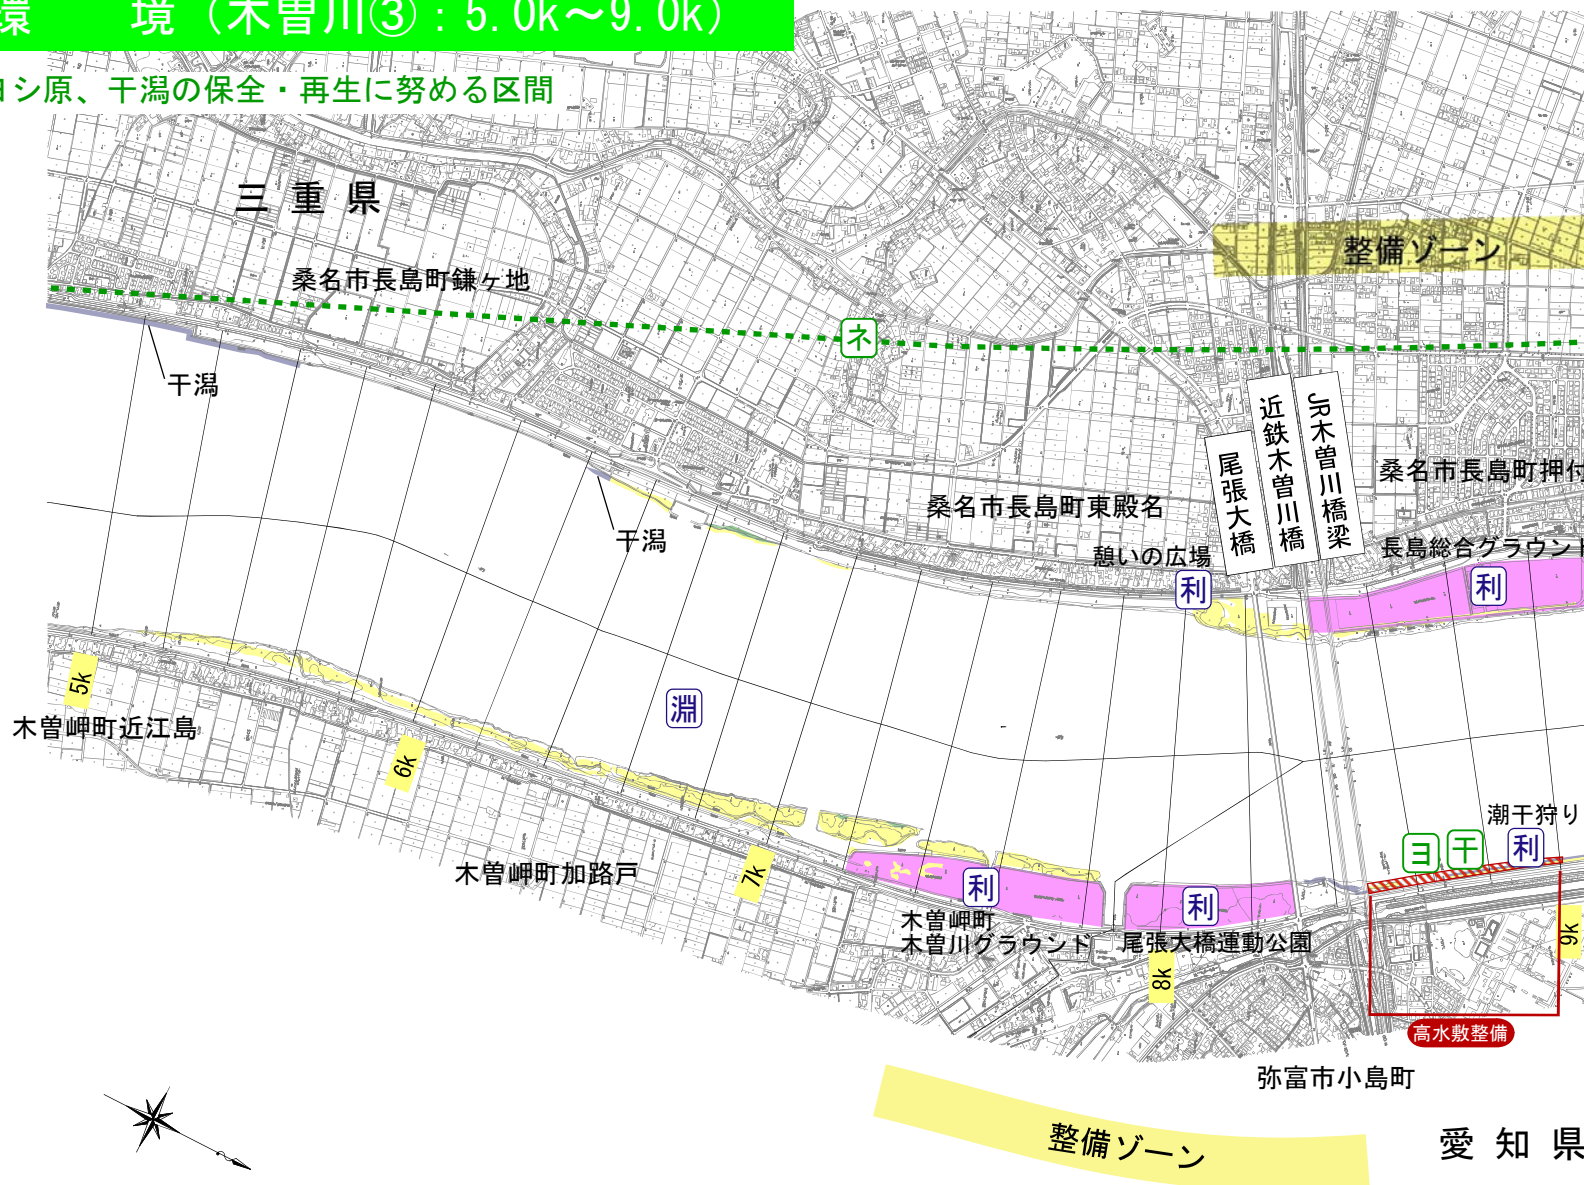 環　境（木曽川③：5.0k～9.0k）
ヨシ原、干潟の保全・再生に努める区間
三重県
桑名市長島町鎌ヶ地
整備ゾーン
ネ
干潟
近鉄木曽川橋
JR木曽川橋梁
尾張大橋
桑名市長島町押付
桑名市長島町東殿名
干潟
憩いの広場
利
長島総合グラウンド
利
5k
淵
木曽岬町近江島
6k
潮干狩り
ヨ
干
利
木曽岬町加路戸
7k
利
利
木曽岬町
木曽川グラウンド
尾張大橋運動公園
8k
9k
高水敷整備
弥富市小島町
整備ゾーン
愛知県